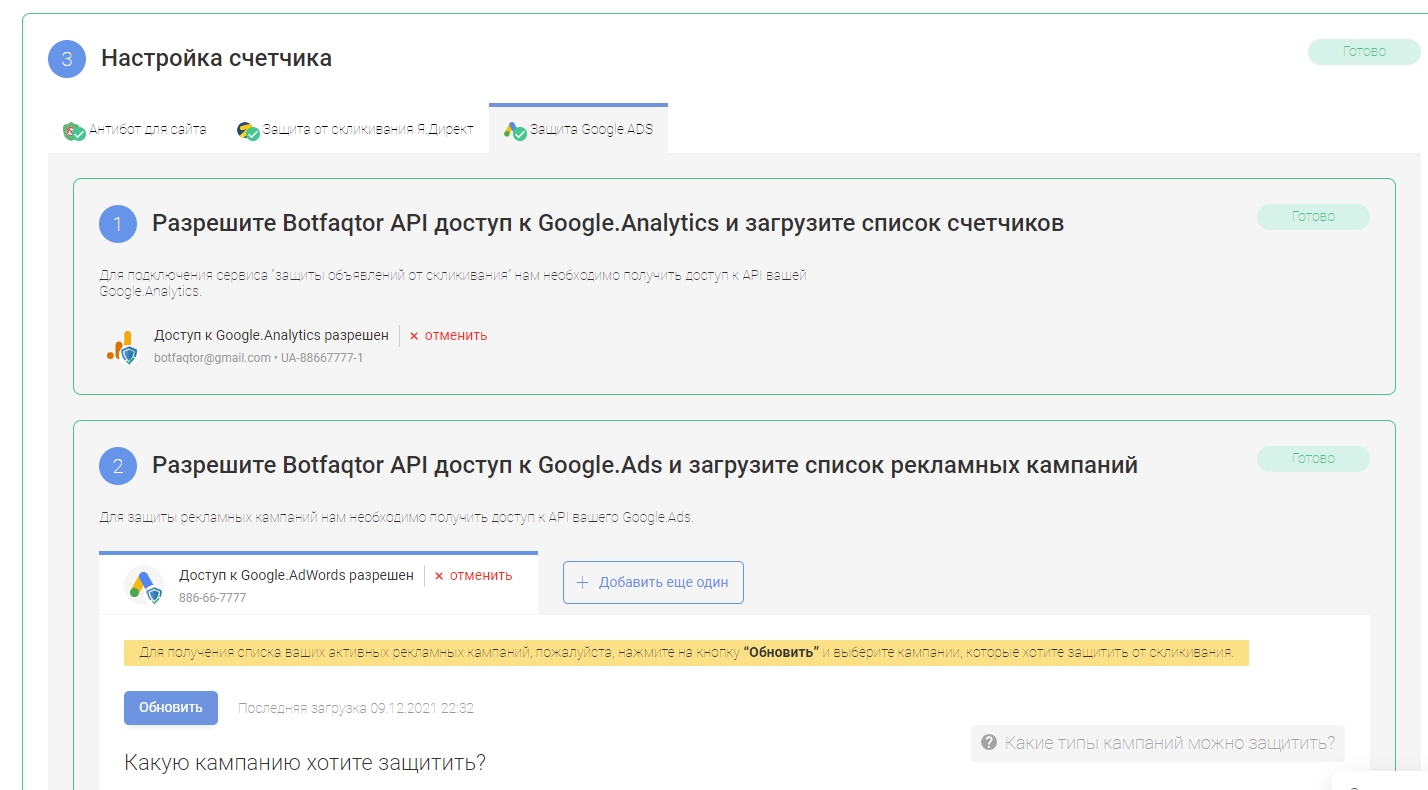 3 Настройка счетчика Готово
Антибот для сайта Защита от скликивания Я.Директ Защита Google ADS
1 Разрешите Botfaqtor API доступ к Google.Analytics и загрузите список счетчиков Готово
Для подключения сервиса "защиты объявлений от скликивания" нам необходимо получить доступ к API вашей
Google.Analytics.
Доступ к Google.Analytics разрешен × отменить
botfaqtor@gmail.com • UA-88667777-1
2 Разрешите Botfaqtor API доступ к Google.Ads и загрузите список рекламных кампаний Готово
Для защиты рекламных кампаний нам необходимо получить доступ к API вашего Google.Ads.
Доступ к Google.AdWords разрешен × отменить
886-66-7777
+ Добавить еще один
Для получения списка ваших активных рекламных кампаний, пожалуйста, нажмите на кнопку “Обновить” и выберите кампании, которые хотите защитить от скликивания.
Обновить Последняя загрузка 09.12.2021 22:32
? Какие типы кампаний можно защитить?
Какую кампанию хотите защитить?